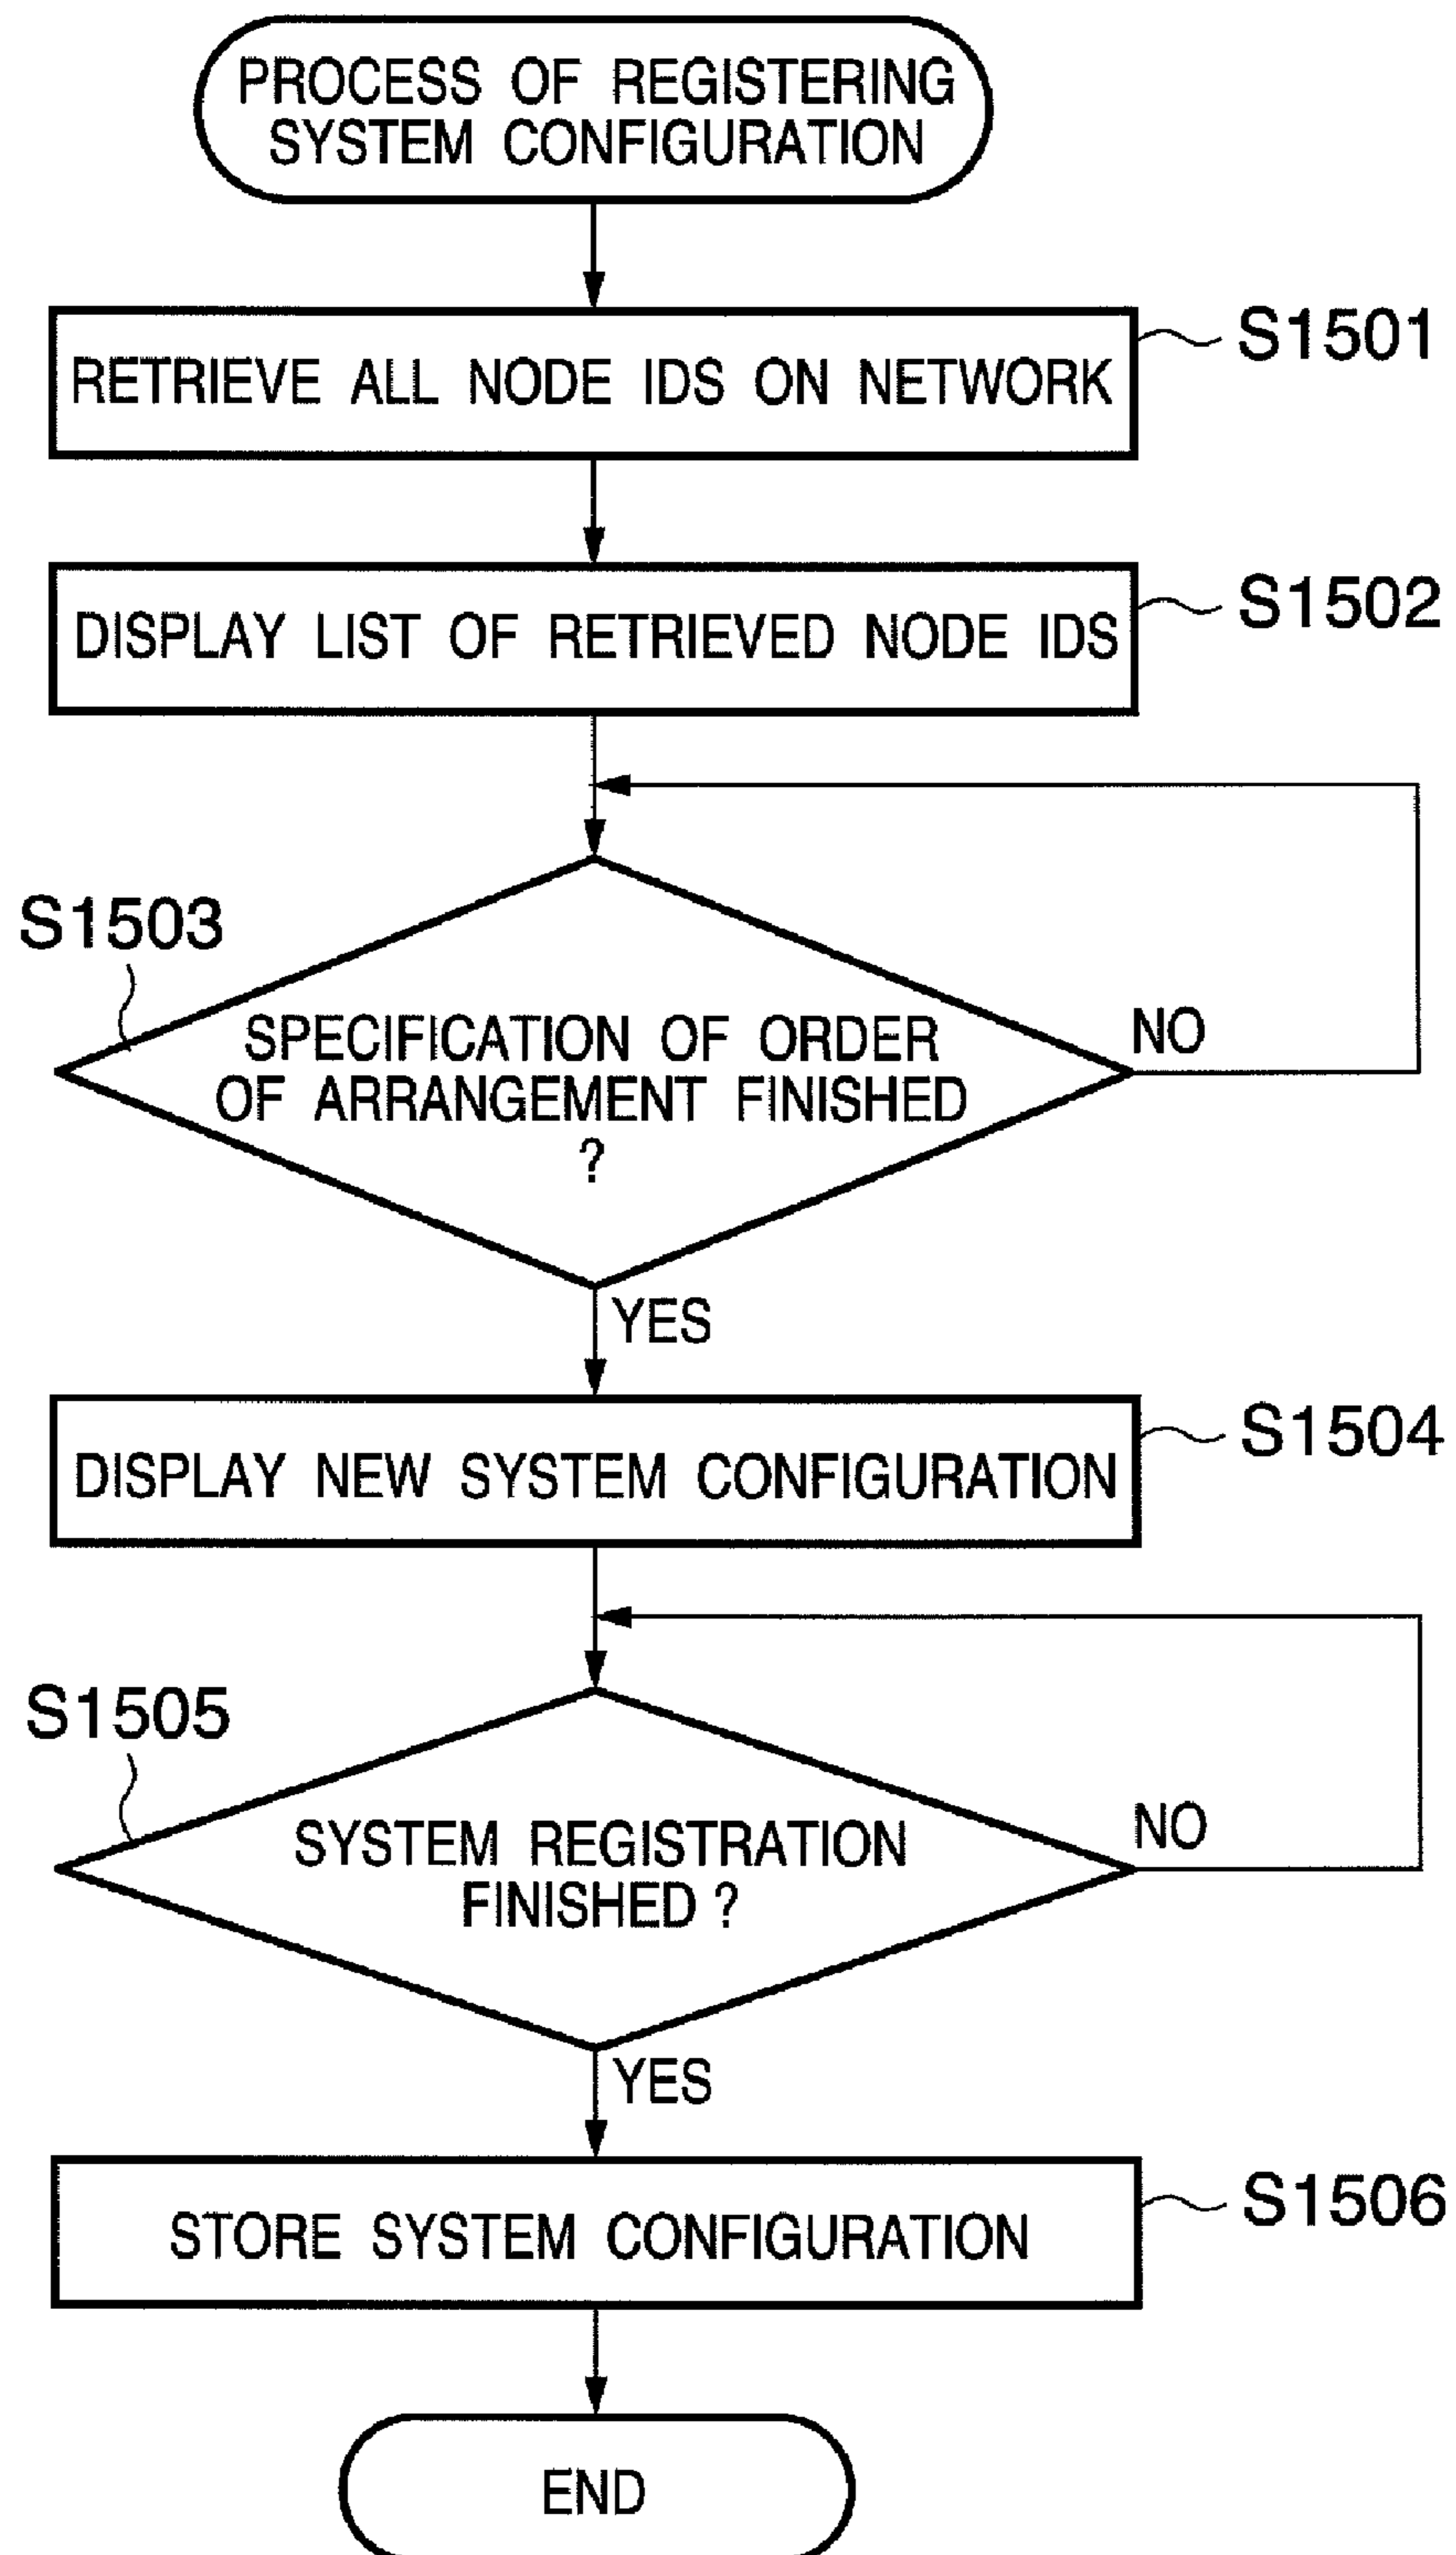 PROCESS OF REGISTERING
SYSTEM CONFIGURATION
RETRIEVE ALL NODE IDS ON NETWORK
S1501
DISPLAY LIST OF RETRIEVED NODE IDS
S1502
S1503
SPECIFICATION OF ORDER
OF ARRANGEMENT FINISHED
?
NO
YES
DISPLAY NEW SYSTEM CONFIGURATION
S1504
S1505
SYSTEM REGISTRATION
FINISHED ?
NO
YES
STORE SYSTEM CONFIGURATION
S1506
END